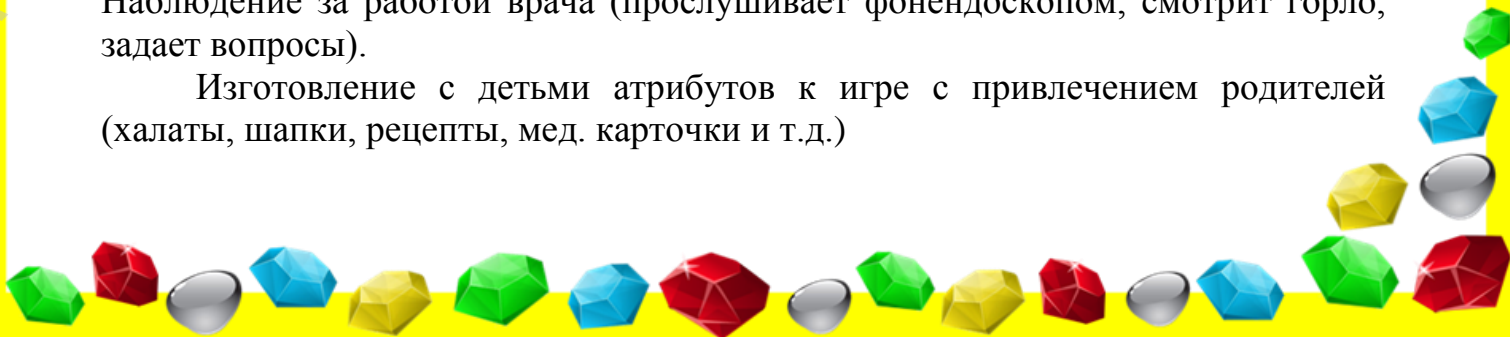 Наблюдение за работой врача (прослушивает фонендоскопом, смотрит горло,
задает вопросы).
Изготовление с детьми атрибутов к игре с привлечением родителей
(халаты, шапки, рецепты, мед. карточки и т.д.)